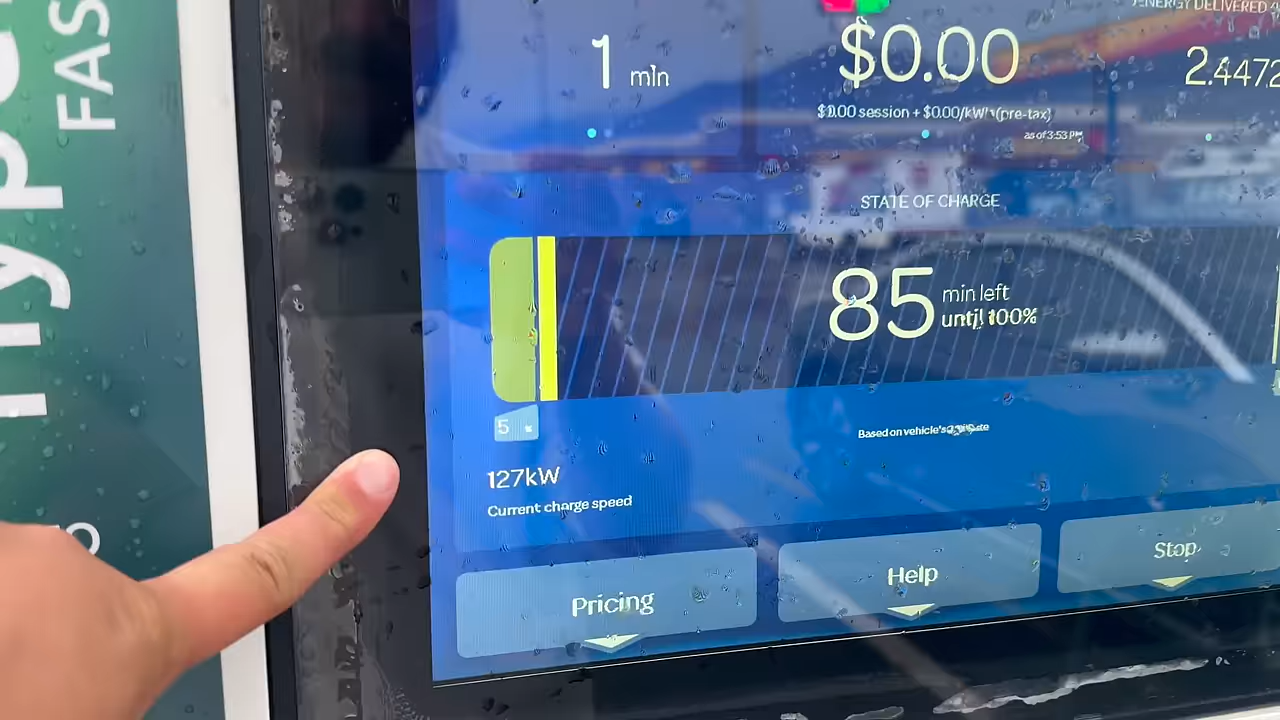 FAS
ENERGY DELIVERED
1 min
$0.00
2.4472
$0.00 session + $0.00/kWh (pre-tax)
as of 3:53 PM
STATE OF CHARGE
85 min left
until 100%
5
Based on vehicle's
127kW
Current charge speed
Pricing
Help
Stop